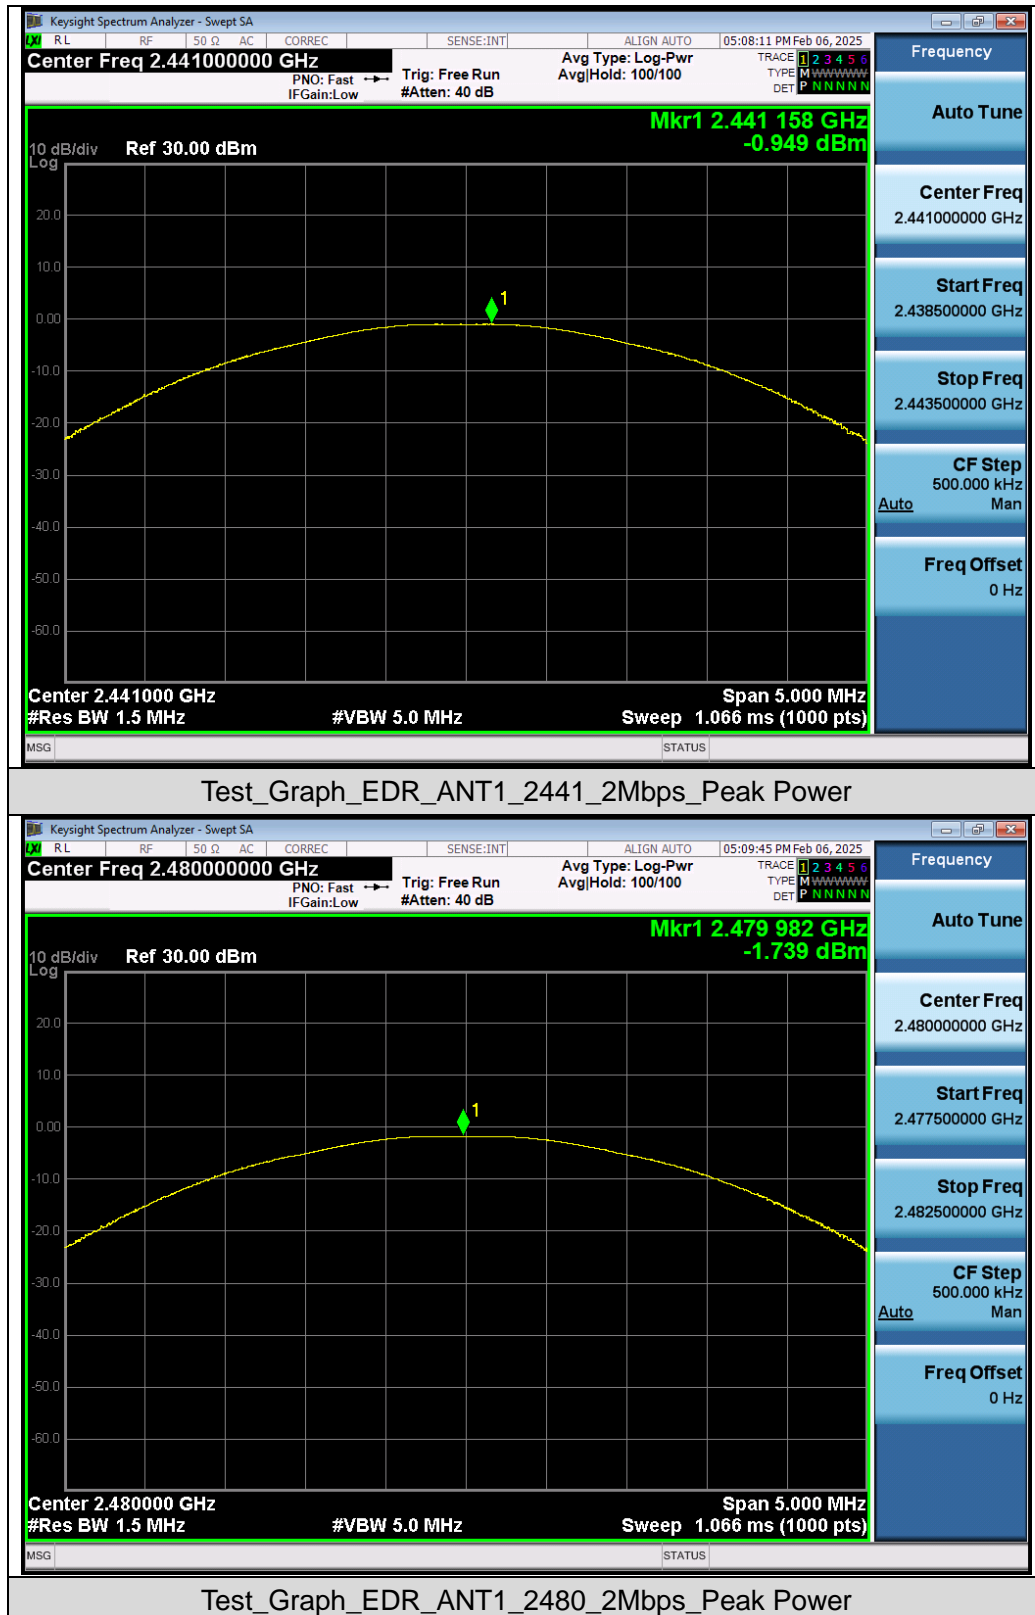 Keysight Spectrum Analyzer - Swept SA
LXI RL RF 50 Ω AC CORREC SENSE:INT ALIGN AUTO 05:08:11 PM Feb 06, 2025
Center Freq 2.441000000 GHz
PNO: Fast
IFGain:Low
Trig: Free Run
#Atten: 40 dB
Avg Type: Log-Pwr
Avg|Hold: 100/100
TRACE 1 2 3 4 5 6
TYPE M WWWWW
DET P N N N N N
Mkr1 2.441 158 GHz
-0.949 dBm
10 dB/div Ref 30.00 dBm
Log
20.0
10.0
0.00
-10.0
-20.0
-30.0
-40.0
-50.0
-60.0
1
Center 2.441000 GHz Span 5.000 MHz
#Res BW 1.5 MHz #VBW 5.0 MHz Sweep 1.066 ms (1000 pts)
MSG STATUS
Frequency
Auto Tune
Center Freq
2.441000000 GHz
Start Freq
2.438500000 GHz
Stop Freq
2.443500000 GHz
CF Step
500.000 kHz
Auto Man
Freq Offset
0 Hz
Test_Graph_EDR_ANT1_2441_2Mbps_Peak Power
Keysight Spectrum Analyzer - Swept SA
LXI RL RF 50 Ω AC CORREC SENSE:INT ALIGN AUTO 05:09:45 PM Feb 06, 2025
Center Freq 2.480000000 GHz
PNO: Fast
IFGain:Low
Trig: Free Run
#Atten: 40 dB
Avg Type: Log-Pwr
Avg|Hold: 100/100
TRACE 1 2 3 4 5 6
TYPE M WWWWW
DET P N N N N N
Mkr1 2.479 982 GHz
-1.739 dBm
10 dB/div Ref 30.00 dBm
Log
20.0
10.0
0.00
-10.0
-20.0
-30.0
-40.0
-50.0
-60.0
1
Center 2.480000 GHz Span 5.000 MHz
#Res BW 1.5 MHz #VBW 5.0 MHz Sweep 1.066 ms (1000 pts)
MSG STATUS
Frequency
Auto Tune
Center Freq
2.480000000 GHz
Start Freq
2.477500000 GHz
Stop Freq
2.482500000 GHz
CF Step
500.000 kHz
Auto Man
Freq Offset
0 Hz
Test_Graph_EDR_ANT1_2480_2Mbps_Peak Power